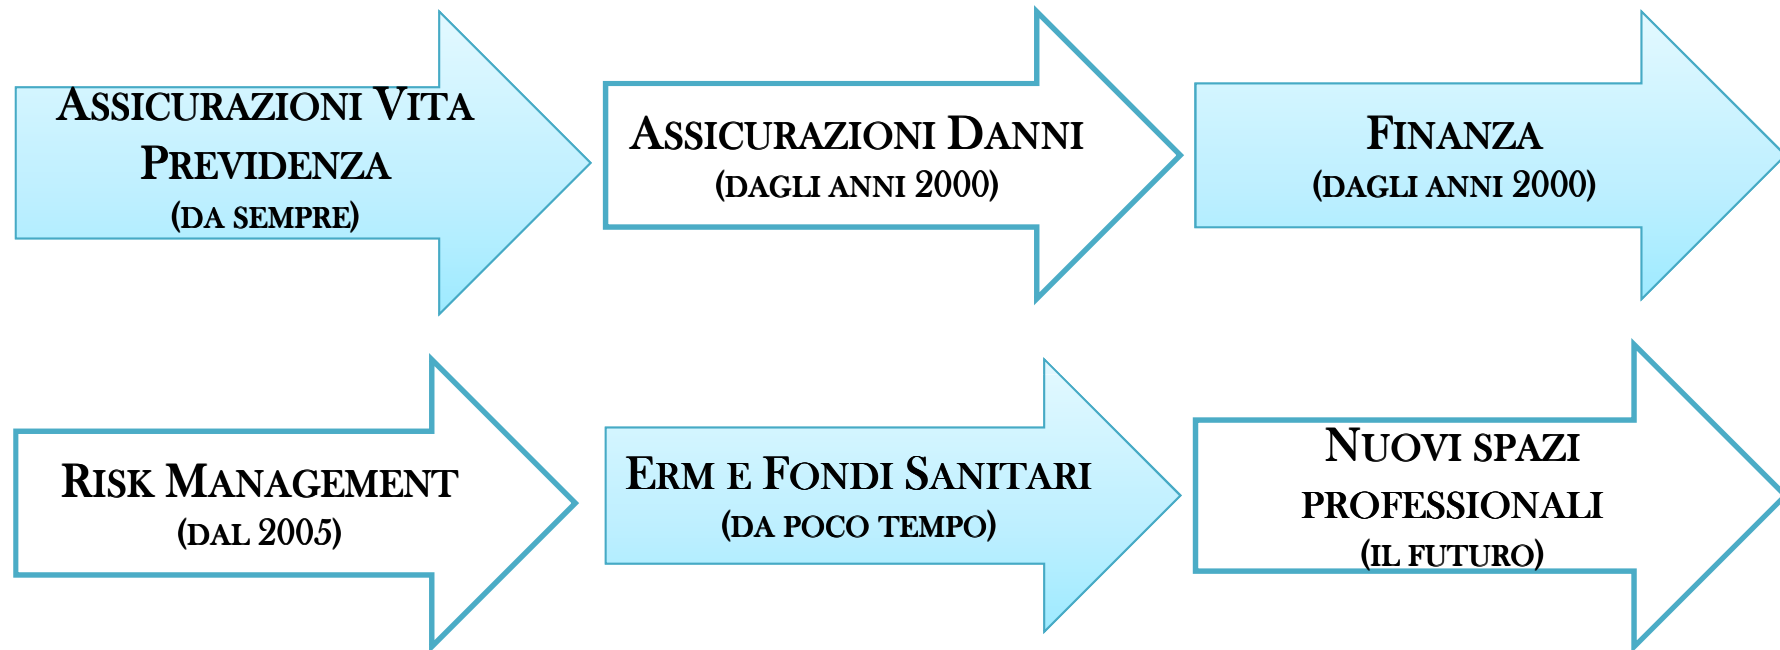 Assicurazioni Vita
Previdenza
(da sempre)
Assicurazioni Danni
(dagli anni 2000)
Finanza
(dagli anni 2000)
Risk Management
(dal 2005)
Erm e Fondi Sanitari
(da poco tempo)
Nuovi spazi
professionali
(il futuro)